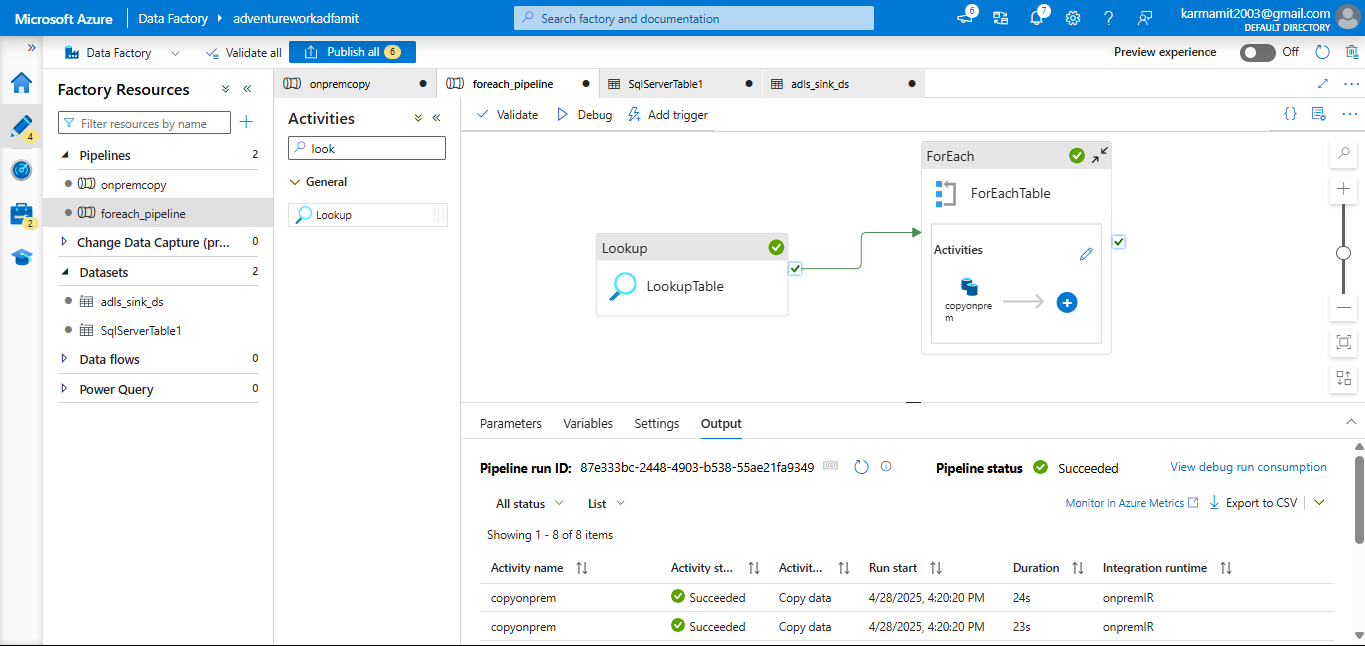 Microsoft Azure Data Factory adventureworkadfamit Search factory and documentation 6 7 karmamit2003@gmail.com
DEFAULT DIRECTORY
Data Factory Validate all Publish all 6 Preview experience Off
Factory Resources
Filter resources by name
4
2
Pipelines 2
onpremcopy
foreach_pipeline
Change Data Capture (pr... 0
Datasets 2
adls_sink_ds
SqlServerTable1
Data flows 0
Power Query 0
onpremcopy foreach_pipeline SqlServerTable1 adls_sink_ds
Activities
look
General
Lookup
Validate Debug Add trigger
Lookup
LookupTable
ForEach
ForEachTable
Activities
copyonpre
m
Parameters Variables Settings Output
Pipeline run ID: 87e333bc-2448-4903-b538-55ae21fa9349 Pipeline status Succeeded View debug run consumption
All status List Monitor in Azure Metrics Export to CSV
Showing 1 - 8 of 8 items
Activity name Activity st... Activit... Run start Duration Integration runtime
copyonprem Succeeded Copy data 4/28/2025, 4:20:20 PM 24s onpremIR
copyonprem Succeeded Copy data 4/28/2025, 4:20:20 PM 23s onpremIR